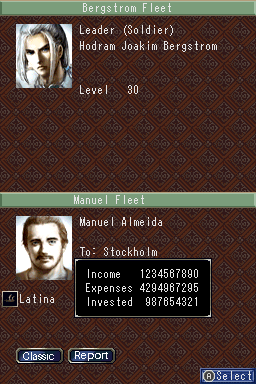 Bergstrom Fleet
Leader (Soldier)
Hodram Joakim Bergstrom
Level 30
Manuel Fleet
Manuel Almeida
To: Stockholm
Income 1234567890
Expenses 4294967295
Invested 987654321
Latina
Classic Report
Ⓐ Select